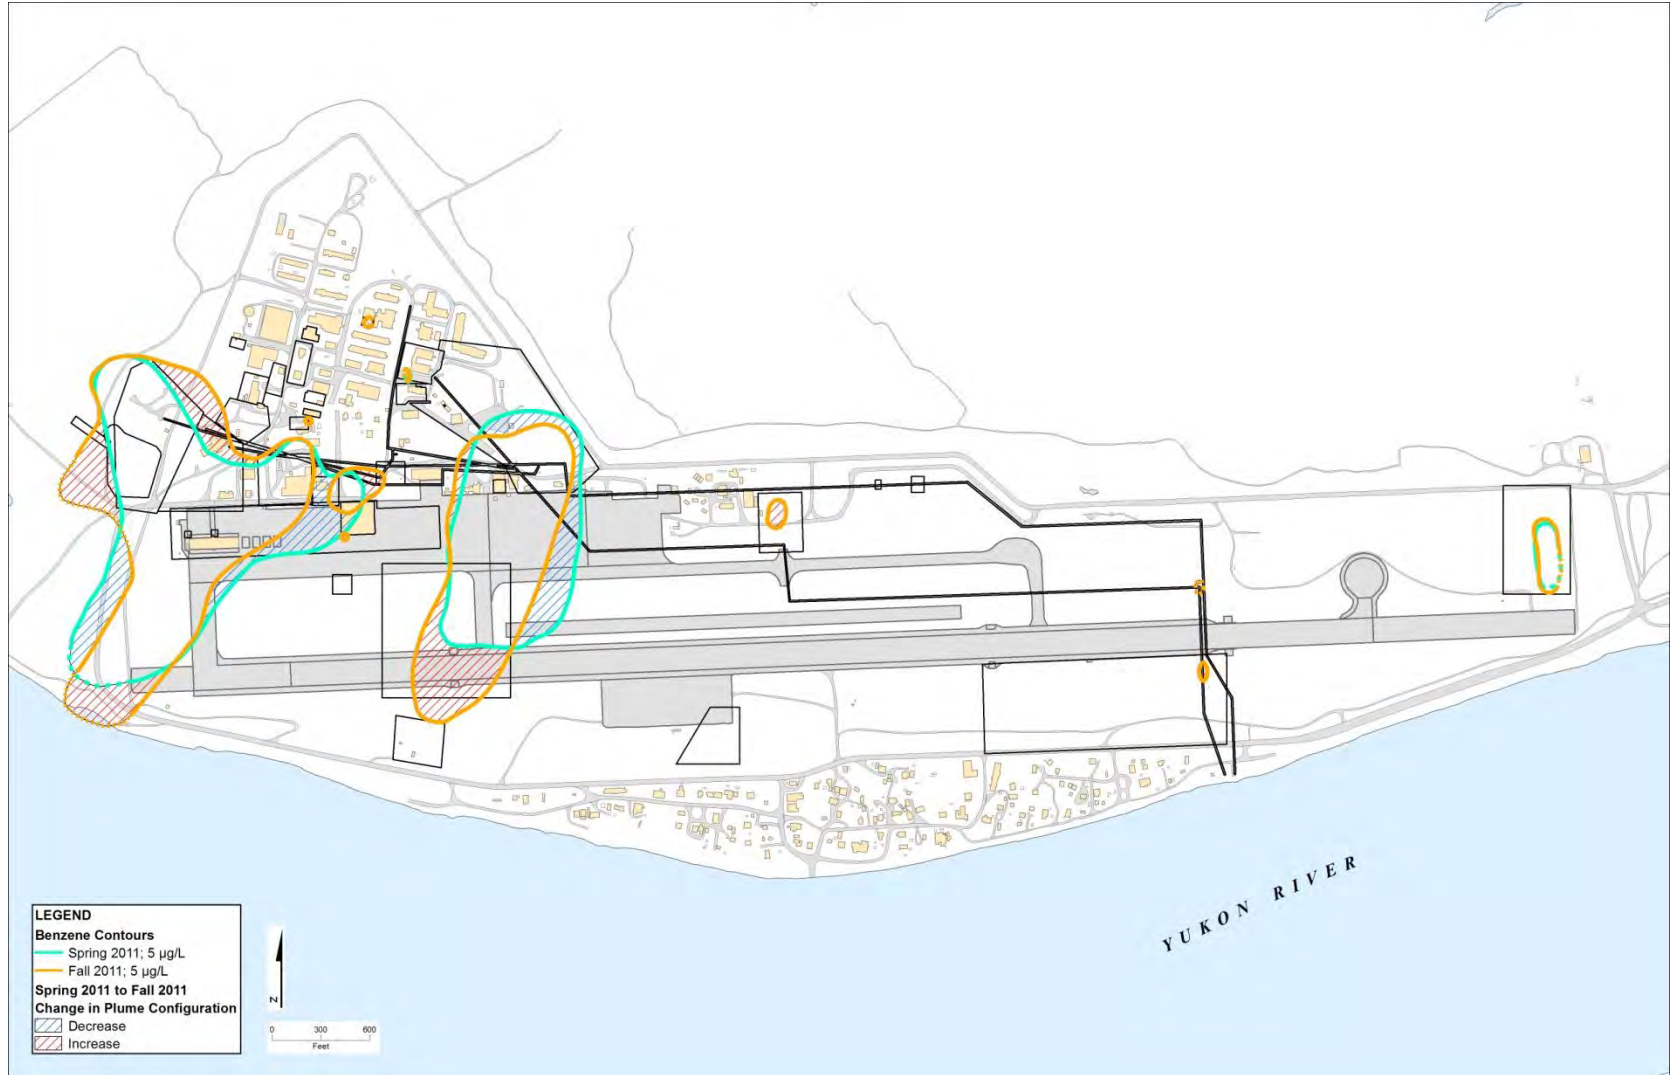 YUKON RIVER
LEGEND
Benzene Contours
Spring 2011; 5 µg/L
Fall 2011; 5 µg/L
Spring 2011 to Fall 2011
Change in Plume Configuration
Decrease
Increase
N
0 300 600
Feet